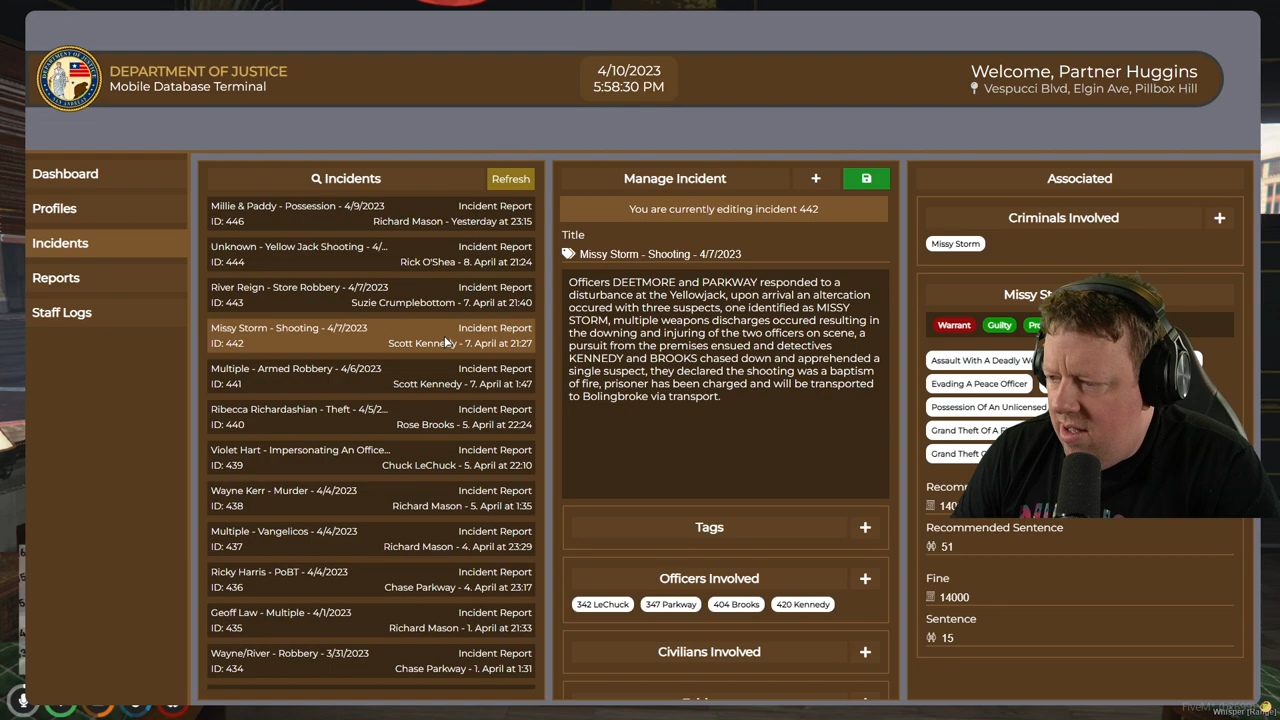 DEPARTMENT OF JUSTICE
Mobile Database Terminal
4/10/2023
5:58:30 PM
Welcome, Partner Huggins
Vespucci Blvd, Elgin Ave, Pillbox Hill
Dashboard
Profiles
Incidents
Reports
Staff Logs
Incidents
Refresh
Millie & Paddy - Possession - 4/9/2023 Incident Report
ID: 446 Richard Mason - Yesterday at 23:15
Unknown - Yellow Jack Shooting - 4/... Incident Report
ID: 444 Rick O'Shea - 8. April at 21:24
River Reign - Store Robbery - 4/7/2023 Incident Report
ID: 443 Suzie Crumplebottom - 7. April at 21:40
Missy Storm - Shooting - 4/7/2023 Incident Report
ID: 442 Scott Kennedy - 7. April at 21:27
Multiple - Armed Robbery - 4/6/2023 Incident Report
ID: 441 Scott Kennedy - 7. April at 1:47
Ribecca Richardashian - Theft - 4/5/2... Incident Report
ID: 440 Rose Brooks - 5. April at 22:24
Violet Hart - Impersonating An Office... Incident Report
ID: 439 Chuck LeChuck - 5. April at 22:10
Wayne Kerr - Murder - 4/4/2023 Incident Report
ID: 438 Richard Mason - 5. April at 1:35
Multiple - Vangelicos - 4/4/2023 Incident Report
ID: 437 Richard Mason - 4. April at 23:29
Ricky Harris - PoBT - 4/4/2023 Incident Report
ID: 436 Chase Parkway - 4. April at 23:17
Geoff Law - Multiple - 4/1/2023 Incident Report
ID: 435 Richard Mason - 1. April at 21:33
Wayne/River - Robbery - 3/31/2023 Incident Report
ID: 434 Chase Parkway - 1. April at 1:31
Manage Incident
You are currently editing incident 442
Title
Missy Storm - Shooting - 4/7/2023
Officers DEETMORE and PARKWAY responded to a
disturbance at the Yellowjack, upon arrival an altercation
occured with three suspects, one identified as MISSY
STORM, multiple weapons discharges occured resulting in
the downing and injuring of the two officers on scene, a
pursuit from the premises ensued and detectives
KENNEDY and BROOKS chased down and apprehended a
single suspect, they declared the shooting was a baptism
of fire, prisoner has been charged and will be transported
to Bolingbroke via transport.
Tags
Officers Involved
342 LeChuck 347 Parkway 404 Brooks 420 Kennedy
Civilians Involved
Associated
Criminals Involved
Missy Storm
Missy
Warrant Guilty
Assault With A Deadly
Evading A Peace Officer
Possession Of An Unlicensed
Grand Theft Of A
Grand Theft
Recommended Sentence
51
Fine
14000
Sentence
15
Whisper [Range]